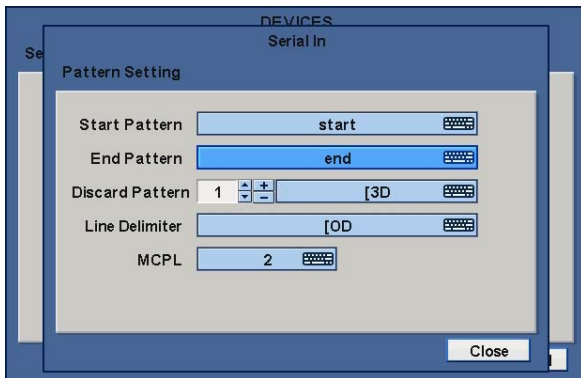 DEVICES
Serial In
Se
Pattern Setting
Start Pattern start
End Pattern end
Discard Pattern 1 + − [3D
Line Delimiter [OD
MCPL 2
Close